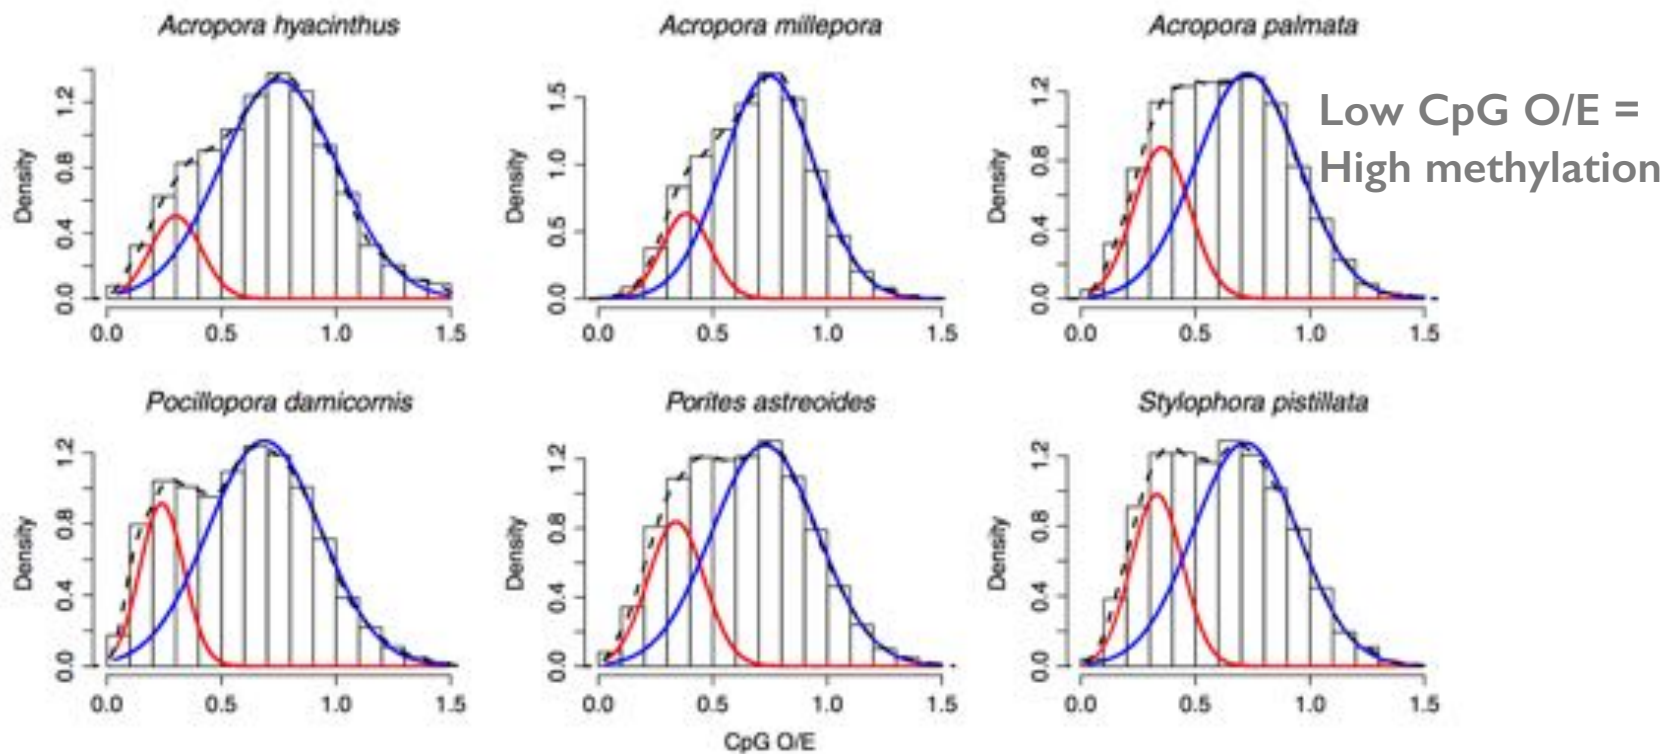 Acropora hyacinthus
Acropora millepora
Acropora palmata
Density
0.0 0.4 0.8 1.2
0.0 0.5 1.0 1.5
Density
0.0 0.5 1.0 1.5
0.0 0.5 1.0 1.5
Density
0.0 0.4 0.8 1.2
0.0 0.5 1.0 1.5
Low CpG O/E =
High methylation
Pocillopora damicornis
Porites astreoides
Stylophora pistillata
Density
0.0 0.4 0.8 1.2
0.0 0.5 1.0 1.5
Density
0.0 0.4 0.8 1.2
0.0 0.5 1.0 1.5
Density
0.0 0.4 0.8 1.2
0.0 0.5 1.0 1.5
CpG O/E